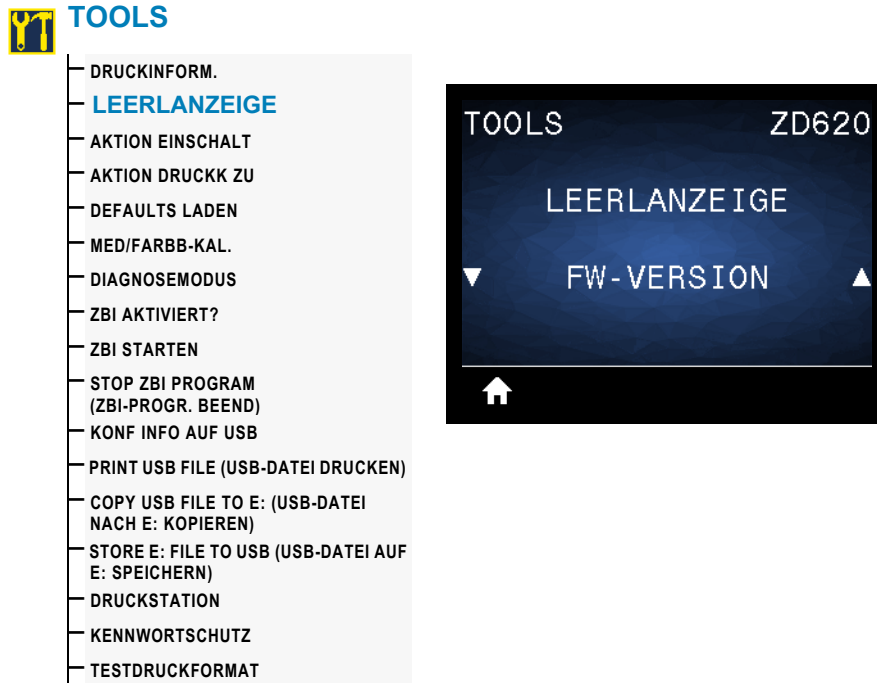 TOOLS
DRUCKINFORM.
LEERLANZEIGE
AKTION EINSCHALT
AKTION DRUCKK ZU
DEFAULTS LADEN
MED/FARBB-KAL.
DIAGNOSEMODUS
ZBI AKTIVIERT?
ZBI STARTEN
STOP ZBI PROGRAM
(ZBI-PROGR. BEEND)
KONF INFO AUF USB
PRINT USB FILE (USB-DATEI DRUCKEN)
COPY USB FILE TO E: (USB-DATEI
NACH E: KOPIEREN)
STORE E: FILE TO USB (USB-DATEI AUF
E: SPEICHERN)
DRUCKSTATION
KENNWORTSCHUTZ
TESTDRUCKFORMAT
TOOLS ZD620
LEERLANZEIGE
FW-VERSION